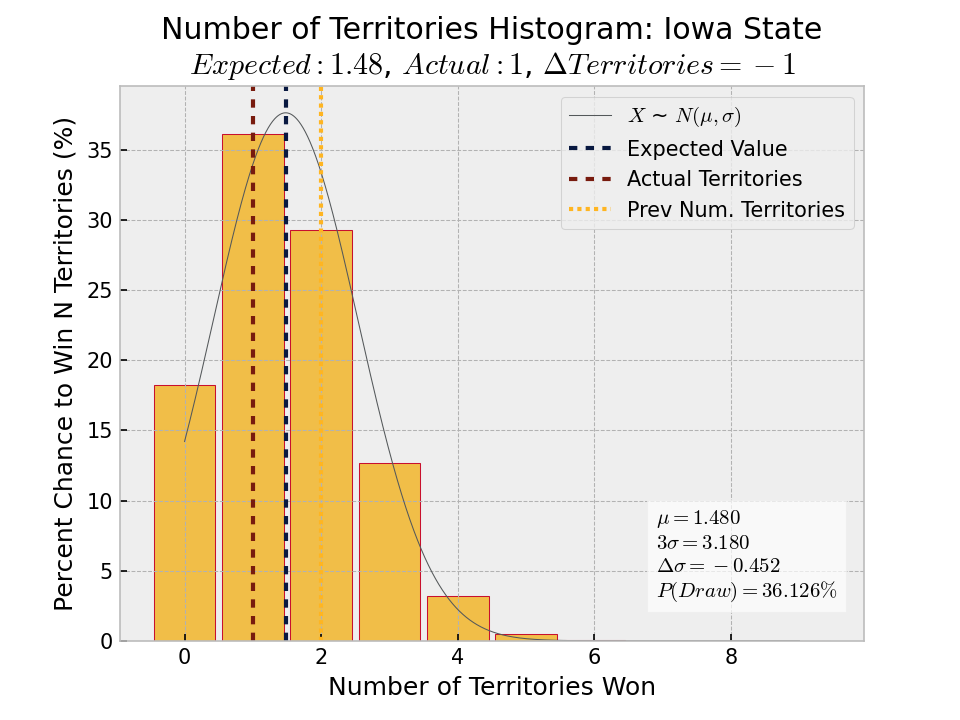 Number of Territories Histogram: Iowa State
Expected : 1.48, Actual : 1, ΔTerritories = −1
Percent Chance to Win N Territories (%)
35
30
25
20
15
10
5
0
X ∼ N(μ, σ)
Expected Value
Actual Territories
Prev Num. Territories
μ = 1.480
3σ = 3.180
Δσ = −0.452
P(Draw) = 36.126%
0 2 4 6 8
Number of Territories Won